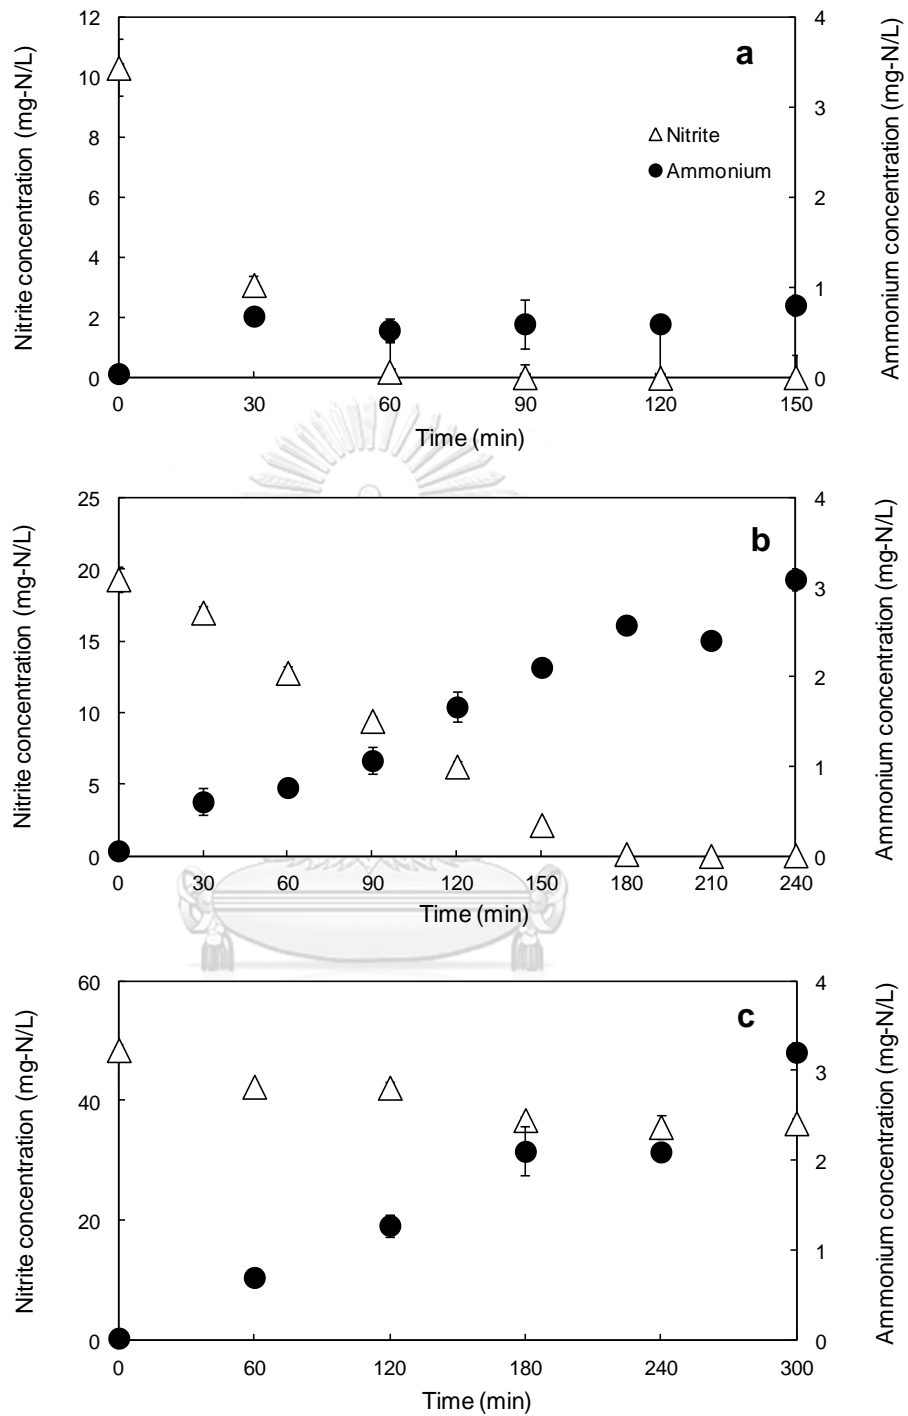 12
10
8
6
4
2
0
Nitrite concentration (mg-N/L)
a
Nitrite
Ammonium
4
3
2
1
0
Ammonium concentration (mg-N/L)
0 30 60 90 120 150
Time (min)
25
20
15
10
5
0
Nitrite concentration (mg-N/L)
b
4
3
2
1
0
Ammonium concentration (mg-N/L)
0 30 60 90 120 150 180 210 240
Time (min)
60
40
20
0
Nitrite concentration (mg-N/L)
c
4
3
2
1
0
Ammonium concentration (mg-N/L)
0 60 120 180 240 300
Time (min)